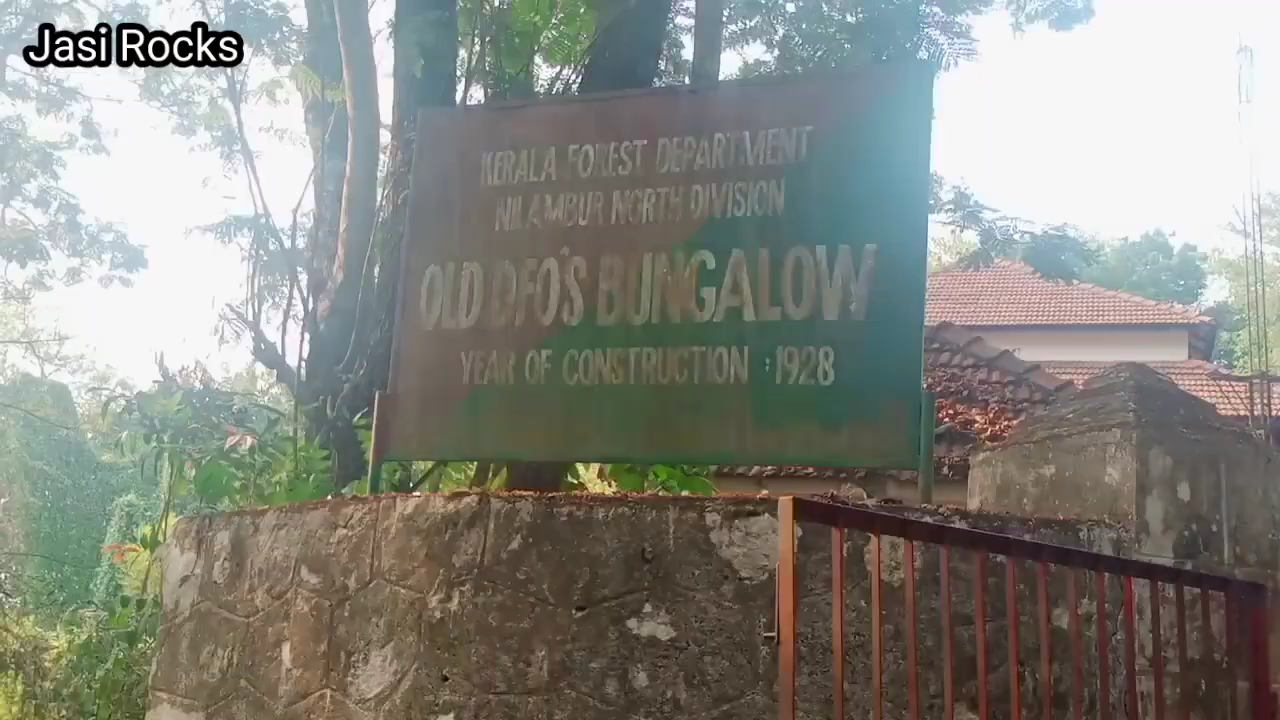 Jasi Rocks
KERALA FOREST DEPARTMENT
NILAMBUR NORTH DIVISION
OLD DFO'S BUNGALOW
YEAR OF CONSTRUCTION : 1928